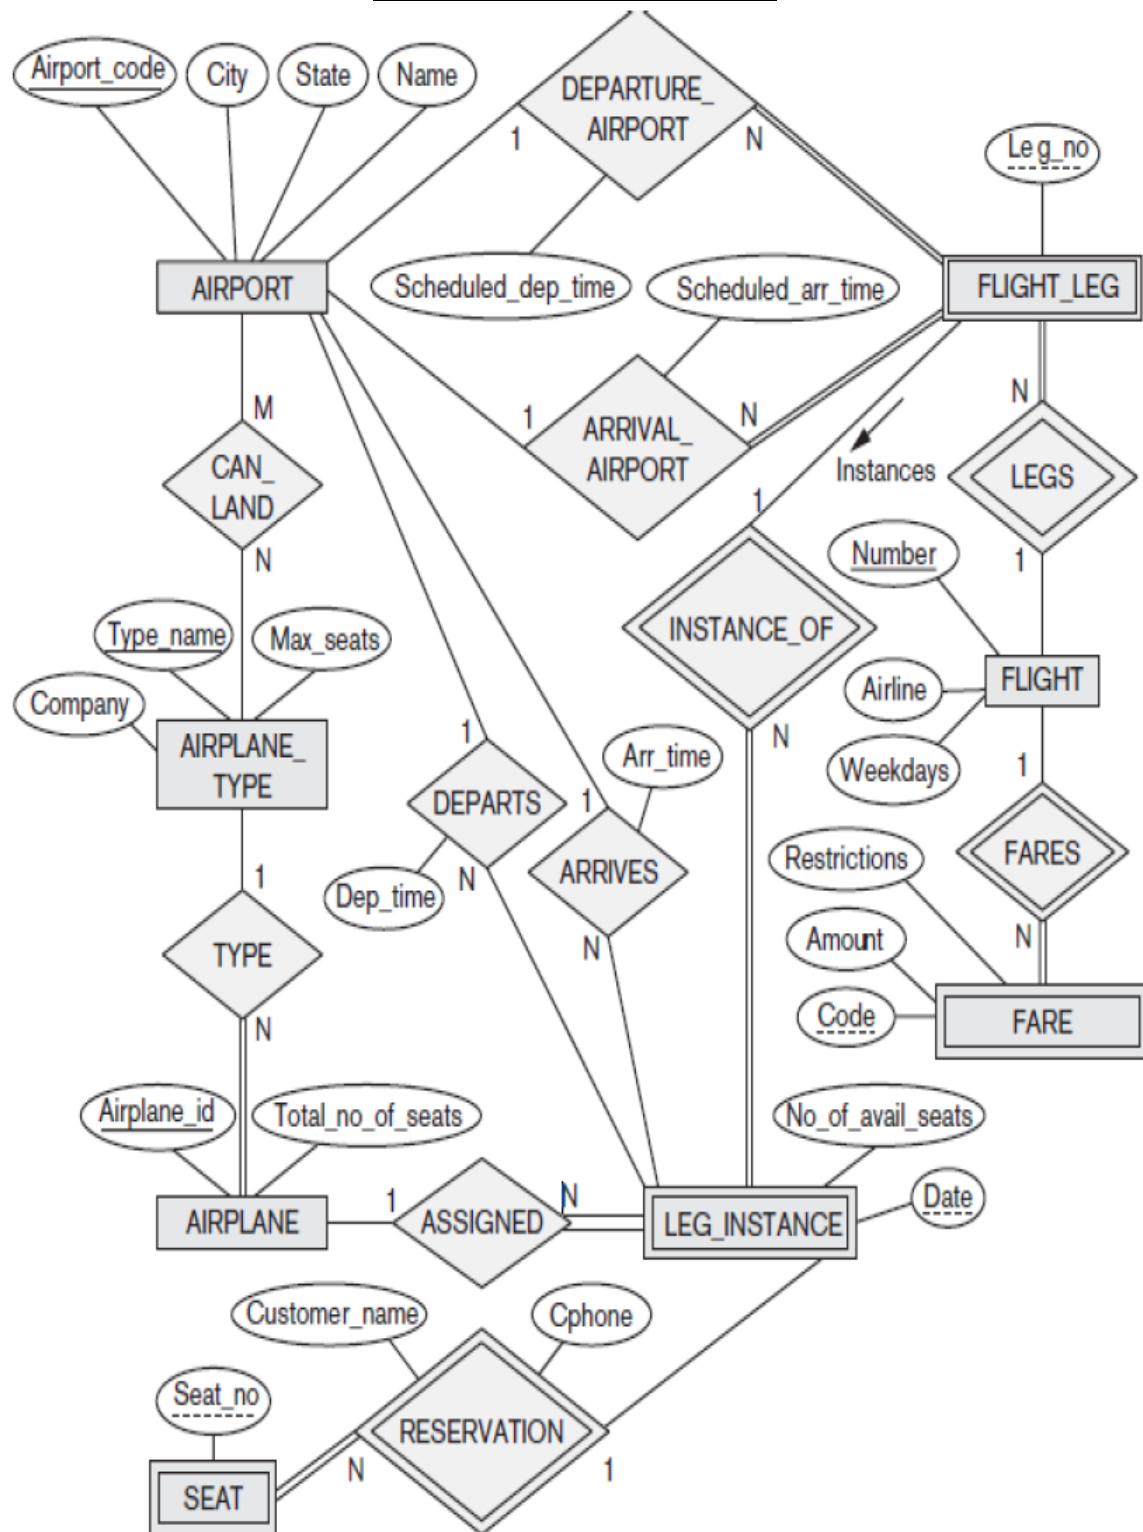 Airport_code
City
State
Name
DEPARTURE_
AIRPORT
1
N
Leg_no
Scheduled_dep_time
Scheduled_arr_time
AIRPORT
FLIGHT_LEG
M
1
ARRIVAL_
AIRPORT
N
N
CAN_
LAND
Instances
LEGS
1
N
Number
1
Type_name
Max_seats
INSTANCE_OF
Company
Airline
FLIGHT
AIRPLANE_
TYPE
1
N
Arr_time
Weekdays
1
DEPARTS
1
Restrictions
FARES
1
N
ARRIVES
Dep_time
TYPE
N
Amount
N
N
Code
FARE
Airplane_id
Total_no_of_seats
No_of_avail_seats
AIRPLANE
1
ASSIGNED
N
LEG_INSTANCE
Date
Customer_name
Cphone
Seat_no
RESERVATION
N
1
SEAT